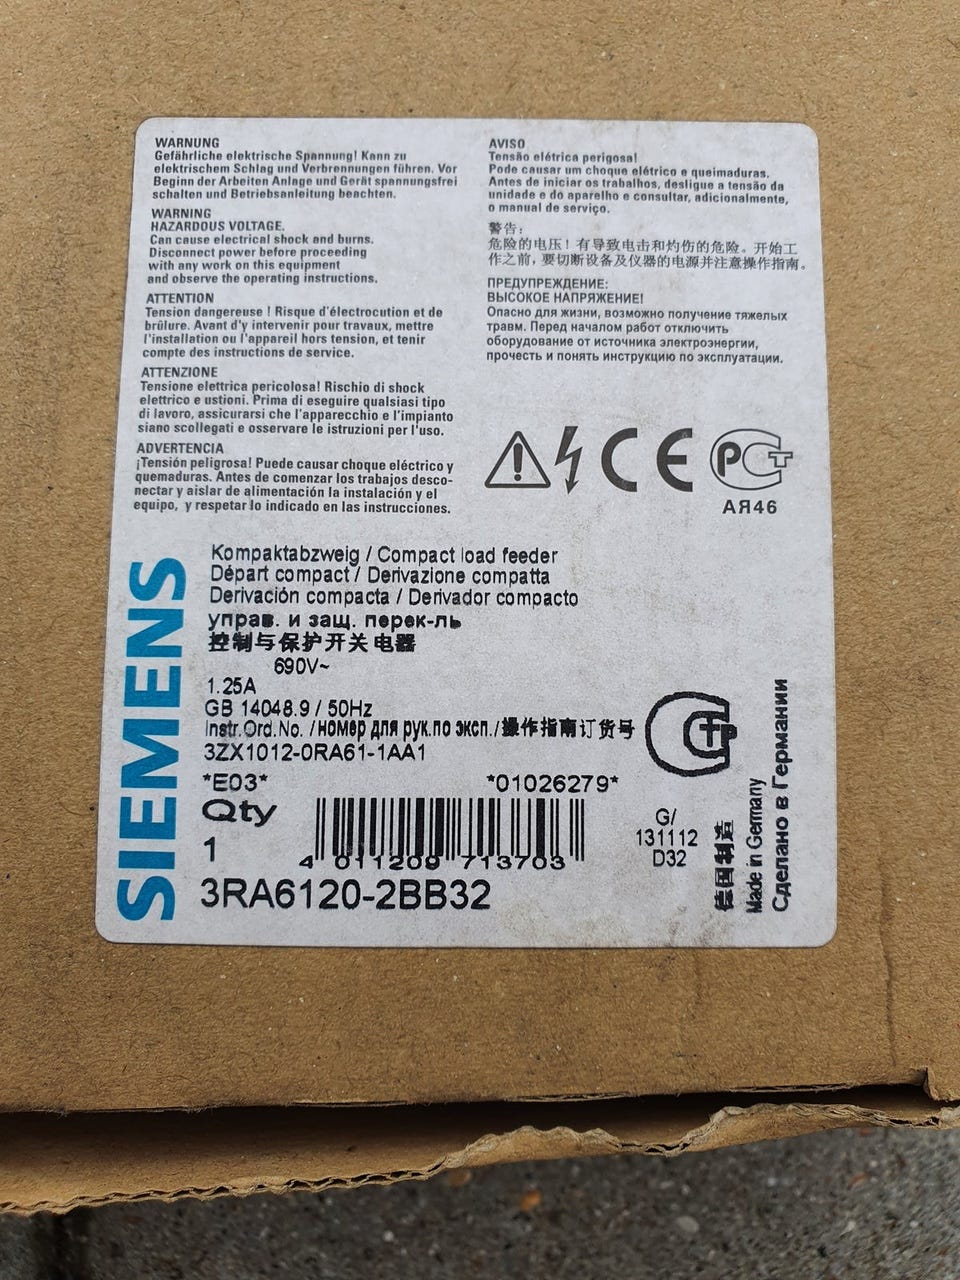 WARNUNG
Gefährliche elektrische Spannung! Kann zu
elektrischem Schlag und Verbrennungen führen. Vor
Beginn der Arbeiten Anlage und Gerät spannungsfrei
schalten und Betriebsanleitung beachten.
WARNING
HAZARDOUS VOLTAGE.
Can cause electrical shock and burns.
Disconnect power before proceeding
with any work on this equipment
and observe the operating instructions.
ATTENTION
Tension dangereuse ! Risque d'électrocution et de
brûlure. Avant d'y intervenir pour travaux, mettre
l'installation ou l'appareil hors tension, et tenir
compte des instructions de service.
ATTENZIONE
Tensione elettrica pericolosa! Rischio di shock
elettrico e ustioni. Prima di eseguire qualsiasi tipo
di lavoro, assicurarsi che l'apparecchio e l'impianto
siano scollegati e osservare le istruzioni per l'uso.
ADVERTENCIA
¡Tensión peligrosa! Puede causar choque eléctrico y
quemaduras. Antes de comenzar los trabajos desco-
nectar y aislar de alimentación la instalación y el
equipo, y respetar lo indicado en las instrucciones.
AVISO
Tensão elétrica perigosa!
Pode causar um choque elétrico e queimaduras.
Antes de iniciar os trabalhos, desligue a tensão da
unidade e do aparelho e consultar, adicionalmente,
o manual de serviço.
警告:
危险的电压！有导致电击和灼伤的危险。开始工
作之前，要切断设备及仪器的电源并注意操作指南。
ПРЕДУПРЕЖДЕНИЕ:
ВЫСОКОЕ НАПРЯЖЕНИЕ!
Опасно для жизни, возможно получение тяжелых
травм. Перед началом работ отключить
оборудование от источника электроэнергии,
прочесть и понять инструкцию по эксплуатации.
CE
РСТ
АЯ46
SIEMENS
Kompaktabzweig / Compact load feeder
Départ compact / Derivazione compatta
Derivación compacta / Derivador compacto
управ. и защ. перек-ль
控制与保护开关电器
690V~
1.25A
GB 14048.9 / 50Hz
Instr.Ord.No. /номер для рук.по эксп./操作指南订货号
3ZX1012-0RA61-1AA1
*E03* *01026279*
Qty
1
4 011209 713703
3RA6120-2BB32
G/
131112
D32
德国制造
Made in Germany
Сделано в Германии